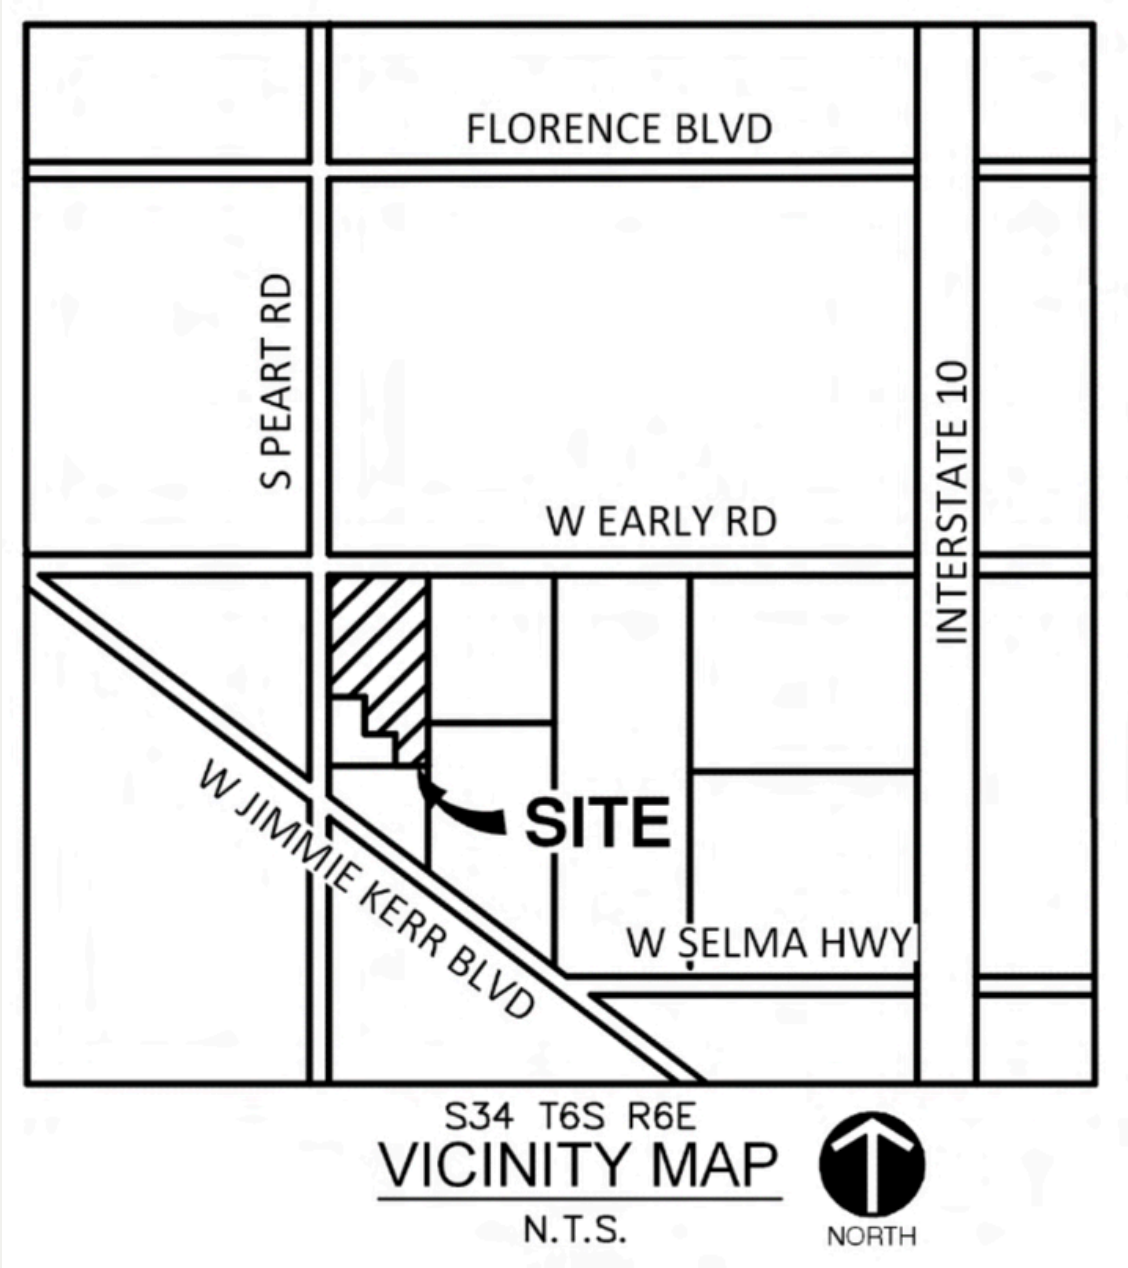 FLORENCE BLVD
S PEART RD
INTERSTATE 10
W EARLY RD
SITE
W JIMMIE KERR BLVD
W SELMA HWY
S34 T6S R6E
VICINITY MAP
N.T.S.
NORTH